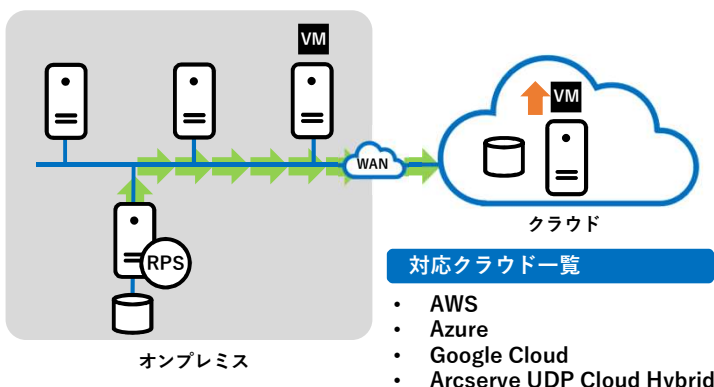 VM
VM
WAN
クラウド
RPS
対応クラウド一覧
• AWS
• Azure
• Google Cloud
• Arcserve UDP Cloud Hybrid
オンプレミス